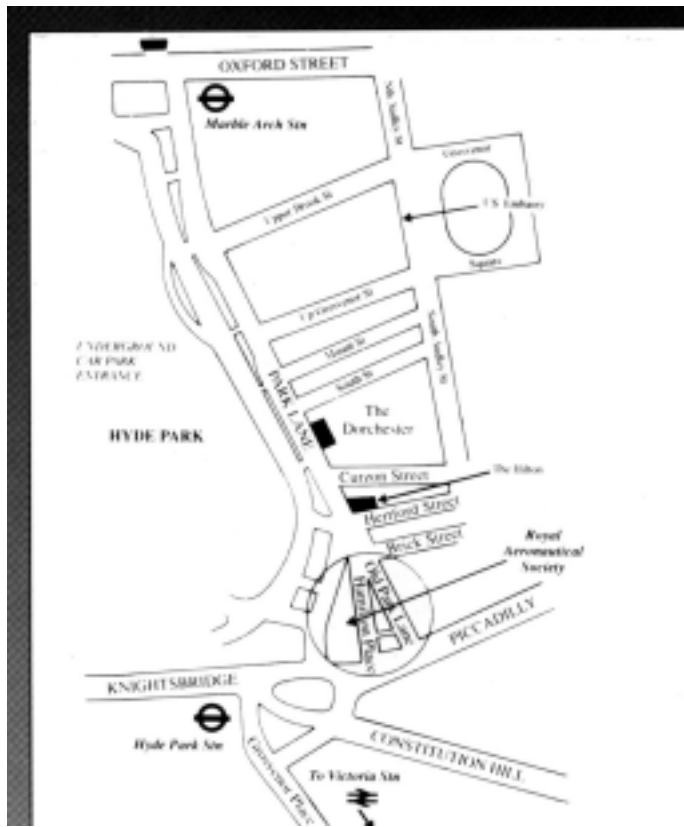 OXFORD STREET
Marble Arch Stn
Nth Audley St
Grosvenor
Upper Brook St
US Embassy
Square
Up Grosvenor St
South Audley St
UNDERGROUND
CAR PARK
ENTRANCE
Mount St
South St
PARK LANE
The
Dorchester
HYDE PARK
Curzon Street
The Hilton
Hertford Street
Brick Street
Royal
Aeronautical
Society
Old Park Lane
Hamilton Place
PICCADILLY
KNIGHTSBRIDGE
Hyde Park Stn
Grosvenor Place
CONSTITUTION HILL
To Victoria Stn